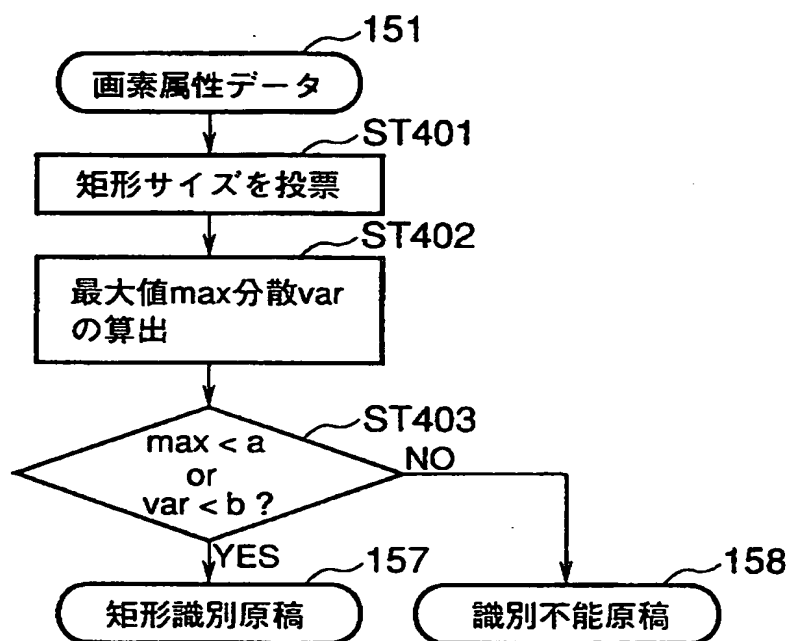 151
画素属性データ
ST401
矩形サイズを投票
ST402
最大値max分散var
の算出
ST403
max < a
or
var < b ?
NO
YES
157
矩形識別原稿
158
識別不能原稿